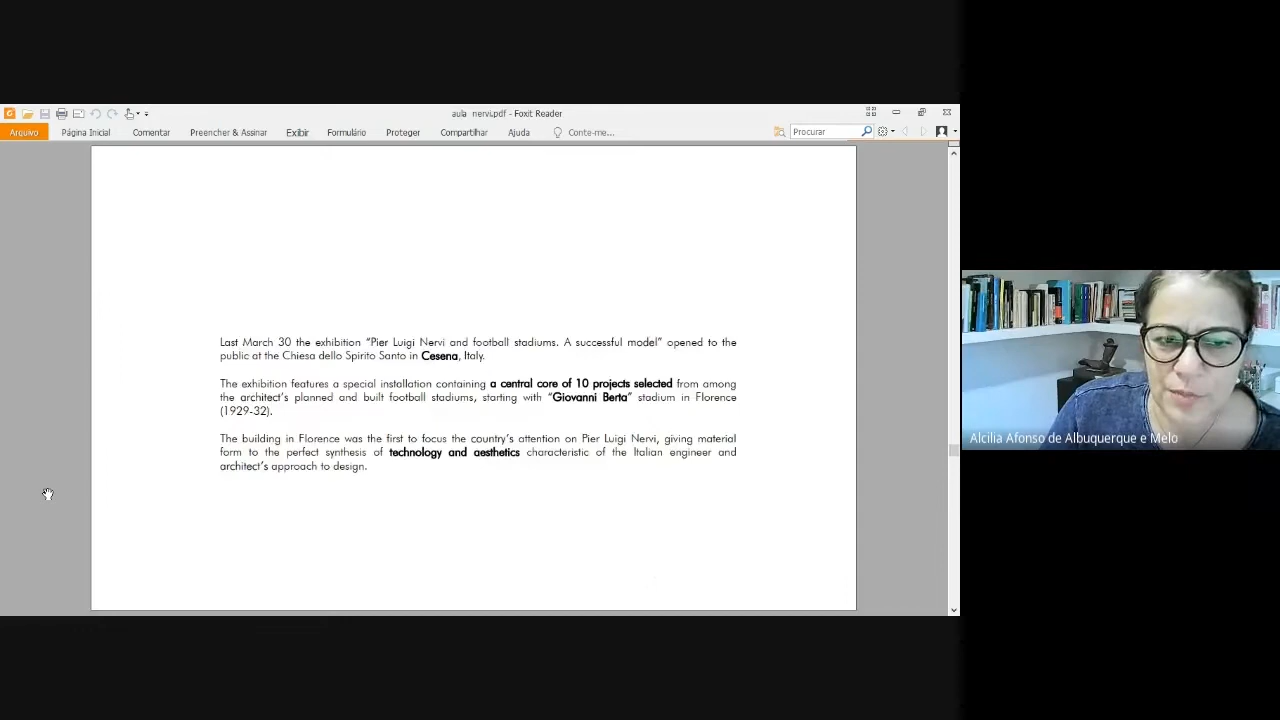 aula nervi.pdf - Foxit Reader
Arquivo Página Inicial Comentar Preencher & Assinar Exibir Formulário Proteger Compartilhar Ajuda Conte-me... Procurar
Last March 30 the exhibition “Pier Luigi Nervi and football stadiums. A successful model” opened to the
public at the Chiesa dello Spirito Santo in Cesena, Italy.
The exhibition features a special installation containing a central core of 10 projects selected from among
the architect’s planned and built football stadiums, starting with “Giovanni Berta” stadium in Florence
(1929-32).
The building in Florence was the first to focus the country’s attention on Pier Luigi Nervi, giving material
form to the perfect synthesis of technology and aesthetics characteristic of the Italian engineer and
architect’s approach to design.
Alcilia Afonso de Albuquerque e Melo